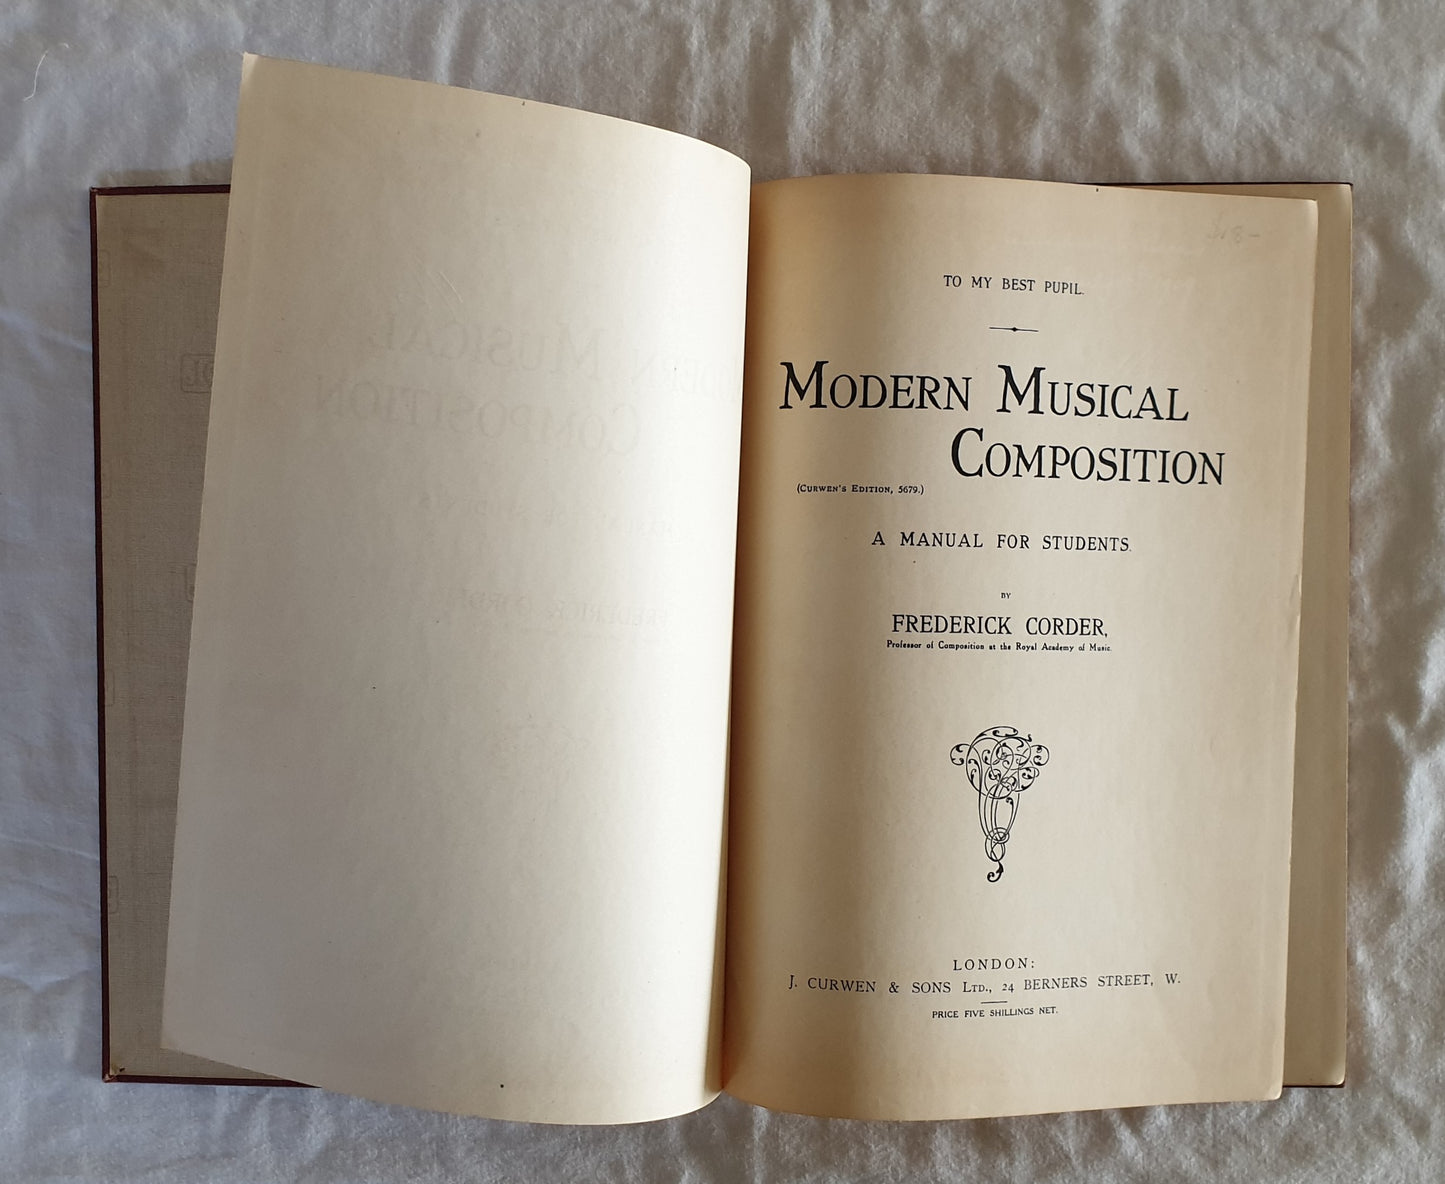 TO MY BEST PUPIL.
MODERN MUSICAL
COMPOSITION
(CURWEN'S EDITION, 5679.)
A MANUAL FOR STUDENTS.
BY
FREDERICK CORDER,
Professor of Composition at the Royal Academy of Music.
LONDON:
J. CURWEN & SONS LTD., 24 BERNERS STREET, W.
PRICE FIVE SHILLINGS NET.